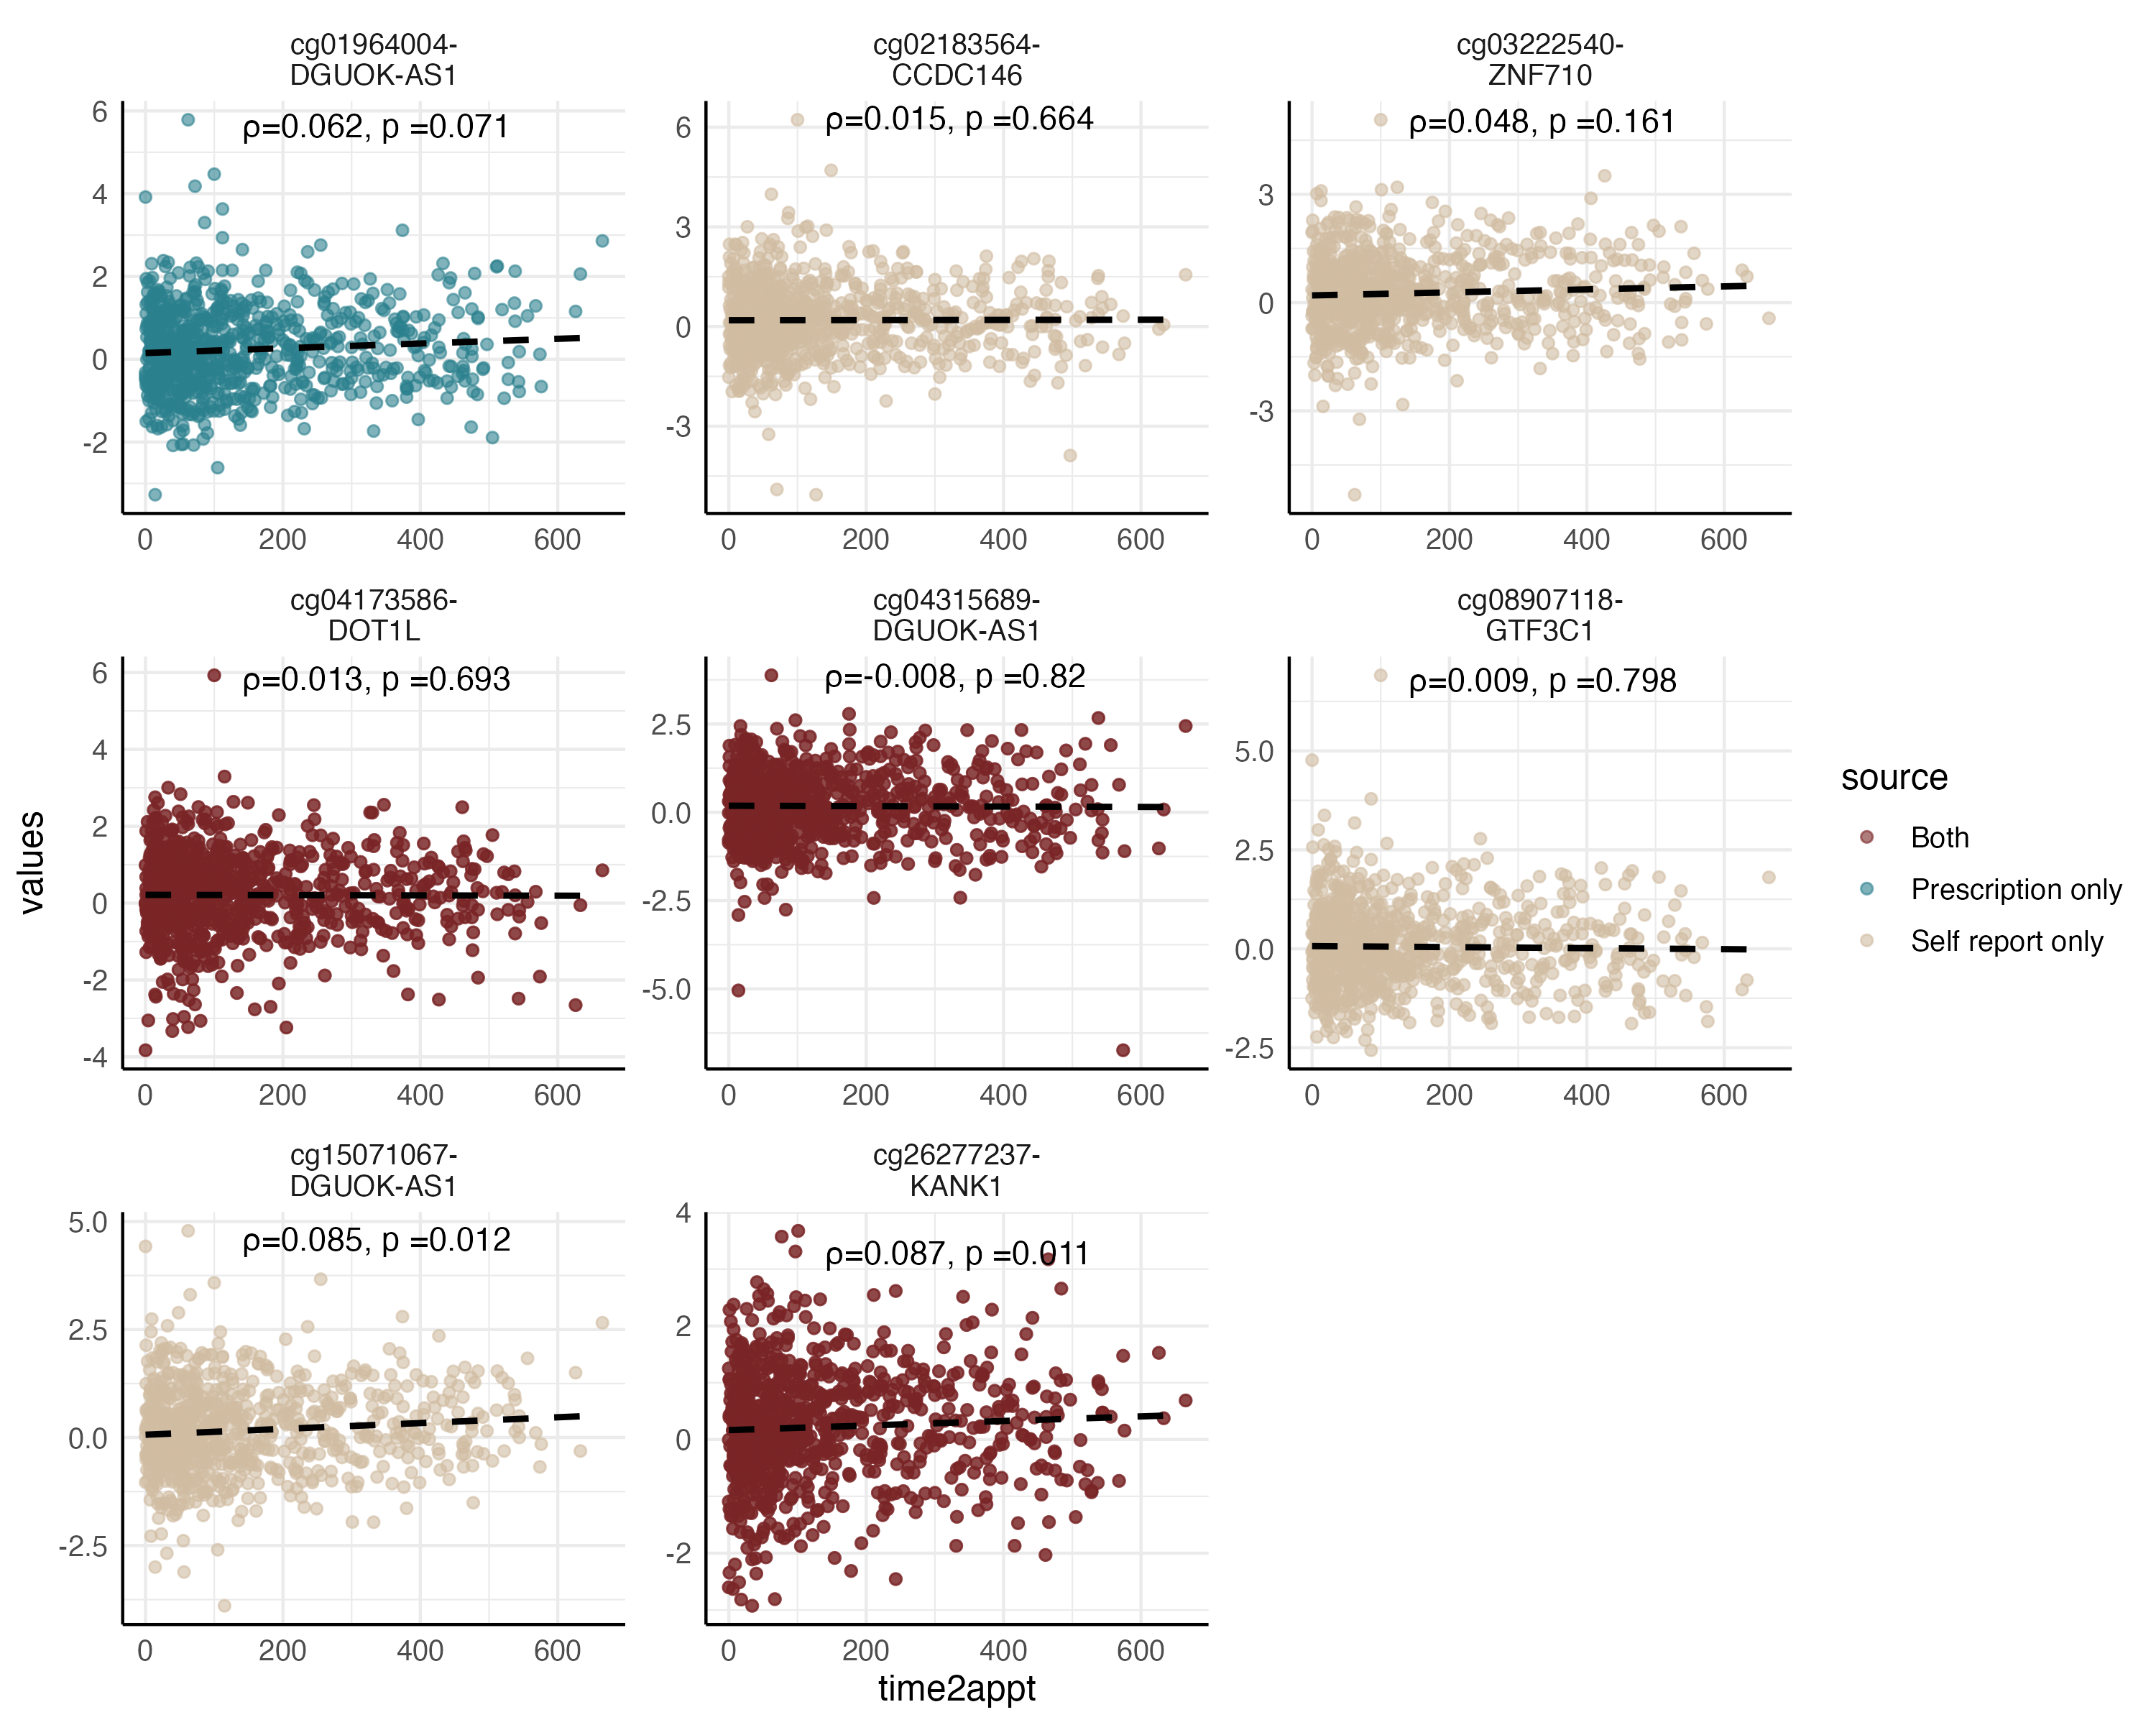 cg01964004-
DGUOK-AS1
cg02183564-
CCDC146
cg03222540-
ZNF710
ρ=0.062, p =0.071
ρ=0.015, p =0.664
ρ=0.048, p =0.161
6
4
2
0
-2
6
3
0
-3
3
0
-3
0 200 400 600
0 200 400 600
0 200 400 600
cg04173586-
DOT1L
cg04315689-
DGUOK-AS1
cg08907118-
GTF3C1
ρ=0.013, p =0.693
ρ=-0.008, p =0.82
ρ=0.009, p =0.798
6
4
2
0
-2
-4
2.5
0.0
-2.5
-5.0
5.0
2.5
0.0
-2.5
0 200 400 600
0 200 400 600
0 200 400 600
cg15071067-
DGUOK-AS1
cg26277237-
KANK1
ρ=0.085, p =0.012
ρ=0.087, p =0.011
5.0
2.5
0.0
-2.5
4
2
0
-2
0 200 400 600
0 200 400 600
values
time2appt
source
Both
Prescription only
Self report only